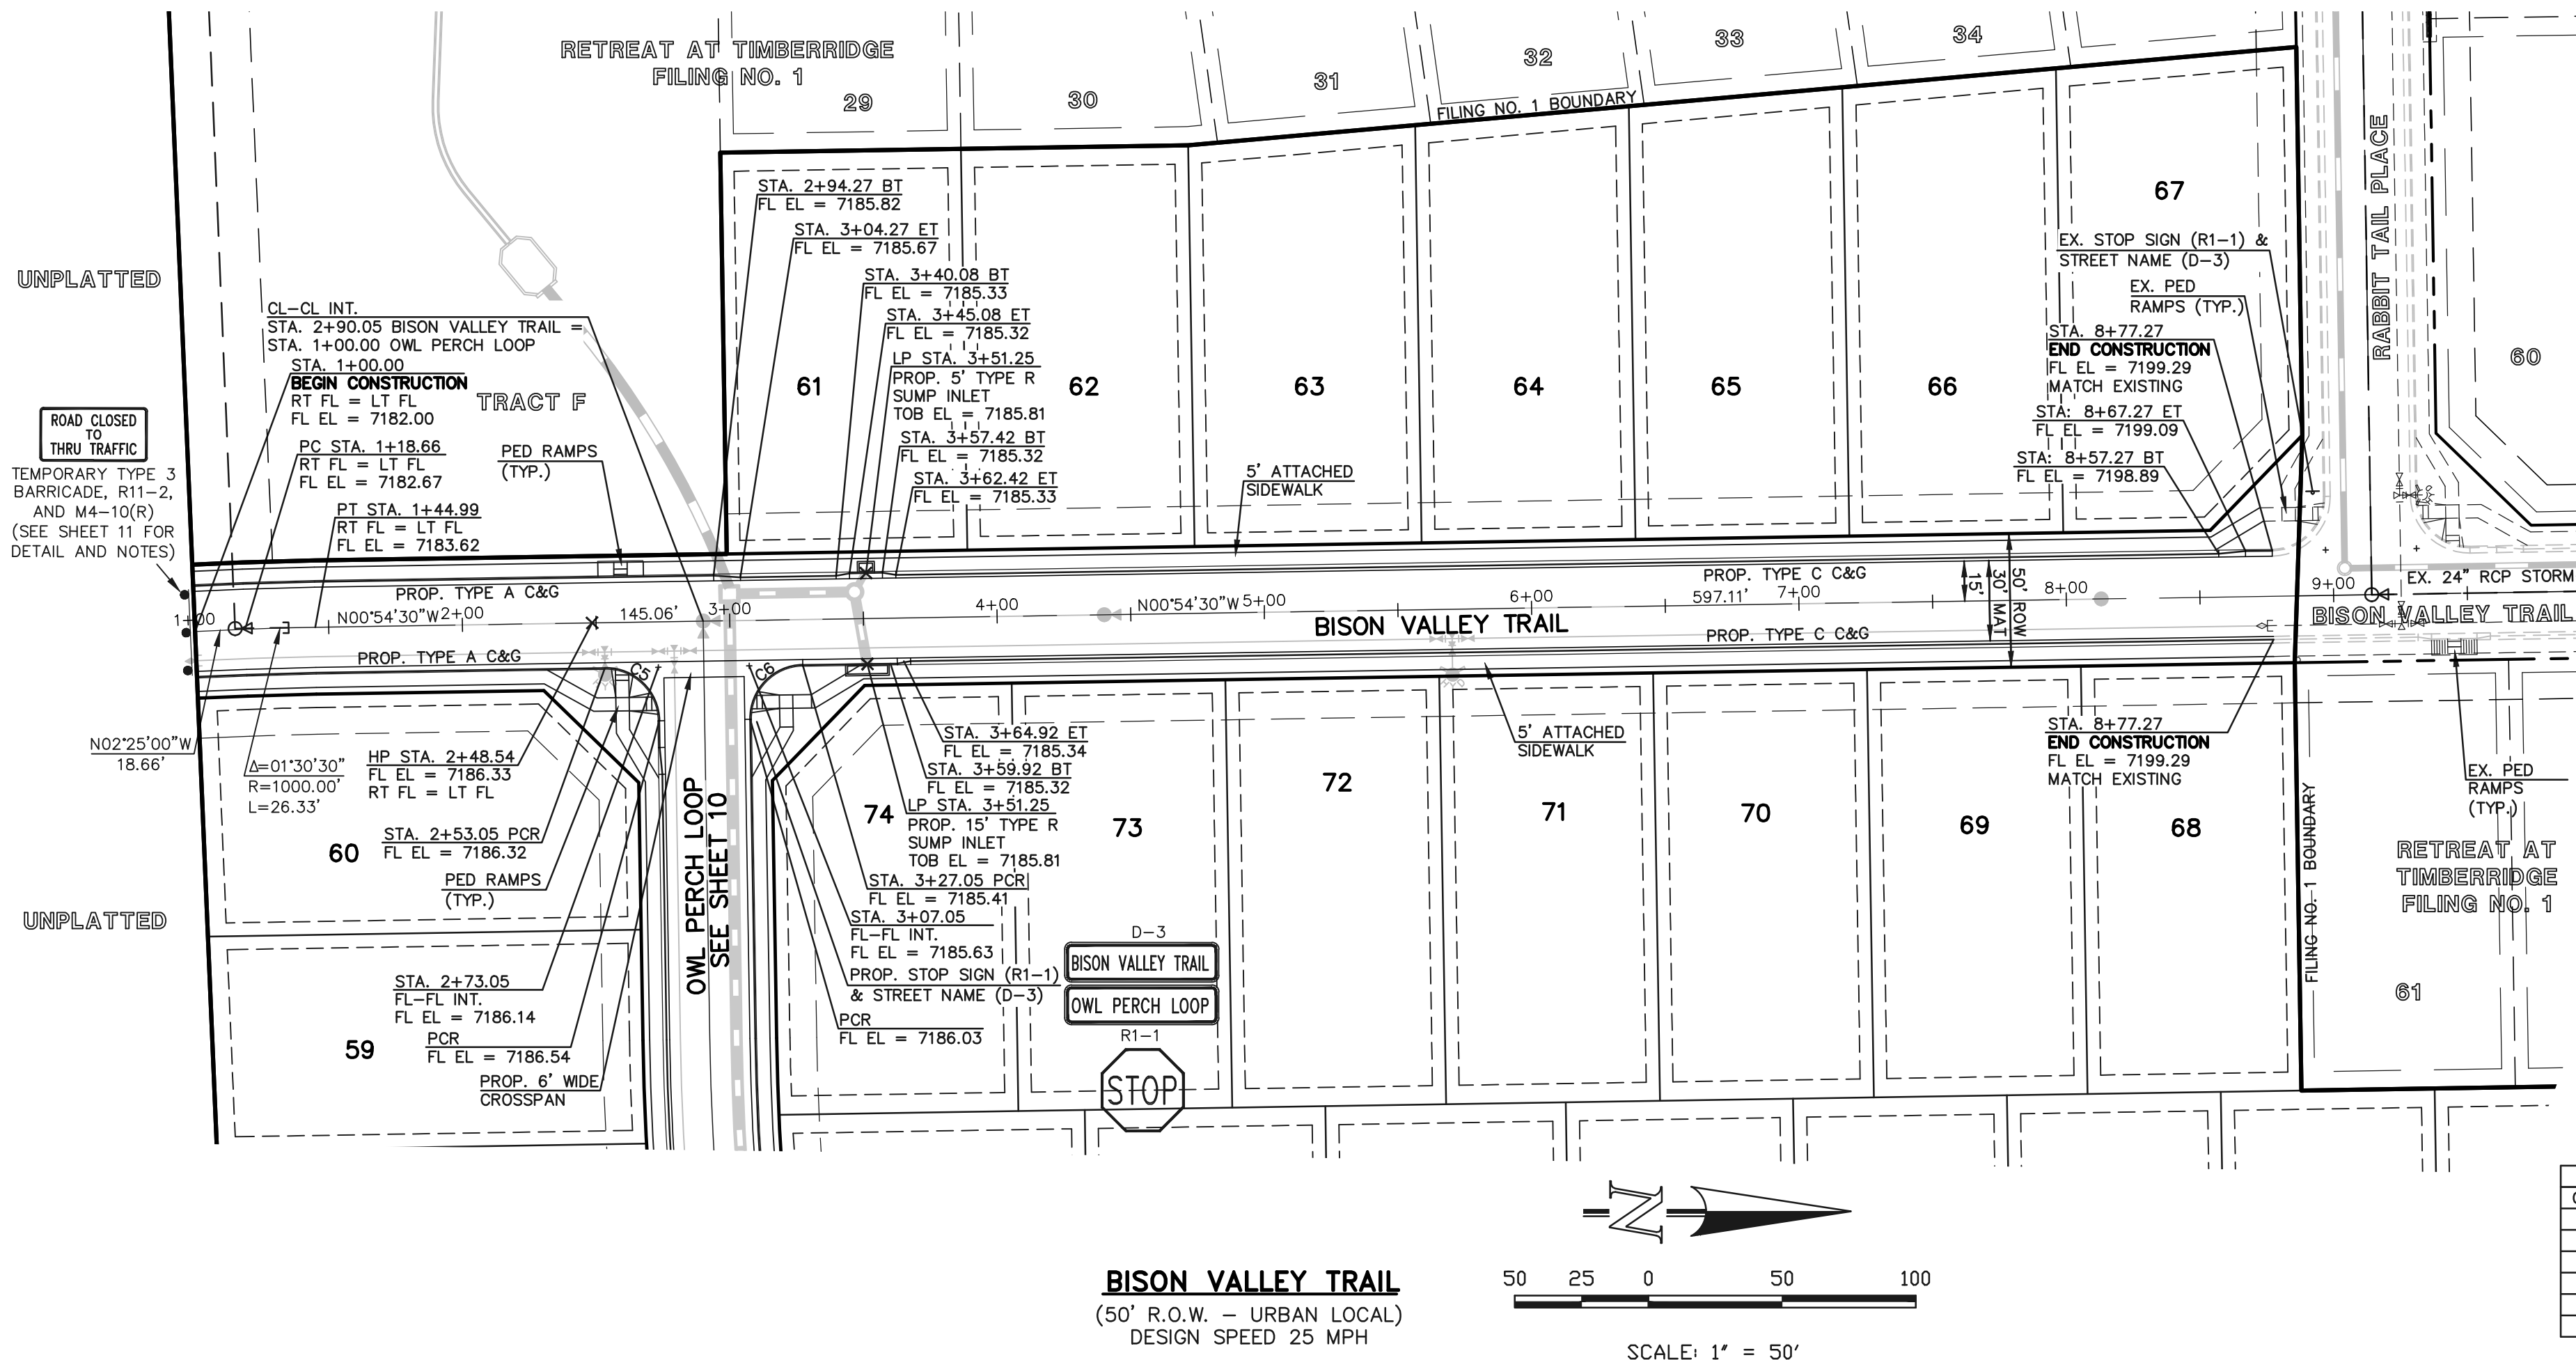 RETREAT AT TIMBERRIDGE
FILING NO. 1
29
30
31
32
33
34
FILING NO. 1 BOUNDARY
UNPLATTED
STA. 2+94.27 BT
FL EL = 7185.82
STA. 3+04.27 ET
FL EL = 7185.67
STA. 3+40.08 BT
FL EL = 7185.33
STA. 3+45.08 ET
FL EL = 7185.32
LP STA. 3+51.25
PROP. 5' TYPE R
SUMP INLET
TOB EL = 7185.81
STA. 3+57.42 BT
FL EL = 7185.32
STA. 3+62.42 ET
FL EL = 7185.33
CL-CL INT.
STA. 2+90.05 BISON VALLEY TRAIL =
STA. 1+00.00 OWL PERCH LOOP
STA. 1+00.00
BEGIN CONSTRUCTION
RT FL = LT FL
FL EL = 7182.00
TRACT F
PC STA. 1+18.66
RT FL = LT FL
FL EL = 7182.67
PED RAMPS
(TYP.)
PT STA. 1+44.99
RT FL = LT FL
FL EL = 7183.62
ROAD CLOSED
TO
THRU TRAFFIC
TEMPORARY TYPE 3
BARRICADE, R11-2,
AND M4-10(R)
(SEE SHEET 11 FOR
DETAIL AND NOTES)
61
62
63
64
65
66
67
5' ATTACHED
SIDEWALK
EX. STOP SIGN (R1-1) &
STREET NAME (D-3)
EX. PED
RAMPS (TYP.)
STA. 8+77.27
END CONSTRUCTION
FL EL = 7199.29
MATCH EXISTING
STA: 8+67.27 ET
FL EL = 7199.09
STA: 8+57.27 BT
FL EL = 7198.89
RABBIT TAIL PLACE
60
PROP. TYPE A C&G
PROP. TYPE C C&G
15'
30' MAT
50' ROW
EX. 24" RCP STORM
1+00
N00°54'30"W
2+00
145.06'
3+00
4+00
N00°54'30"W
5+00
6+00
597.11'
7+00
8+00
9+00
BISON VALLEY TRAIL
BISON VALLEY TRAIL
PROP. TYPE A C&G
PROP. TYPE C C&G
C5
C6
N02°25'00"W
18.66'
Δ=01°30'30"
R=1000.00'
L=26.33'
HP STA. 2+48.54
FL EL = 7186.33
RT FL = LT FL
STA. 2+53.05 PCR
FL EL = 7186.32
60
PED RAMPS
(TYP.)
UNPLATTED
STA. 2+73.05
FL-FL INT.
FL EL = 7186.14
59
PCR
FL EL = 7186.54
PROP. 6' WIDE
CROSSPAN
OWL PERCH LOOP
SEE SHEET 10
STA. 3+64.92 ET
FL EL = 7185.34
STA. 3+59.92 BT
FL EL = 7185.32
LP STA. 3+51.25
PROP. 15' TYPE R
SUMP INLET
TOB EL = 7185.81
STA. 3+27.05 PCR
FL EL = 7185.41
STA. 3+07.05
FL-FL INT.
FL EL = 7185.63
PROP. STOP SIGN (R1-1)
& STREET NAME (D-3)
PCR
FL EL = 7186.03
74
73
72
71
70
69
68
5' ATTACHED
SIDEWALK
D-3
BISON VALLEY TRAIL
OWL PERCH LOOP
R1-1
STOP
STA. 8+77.27
END CONSTRUCTION
FL EL = 7199.29
MATCH EXISTING
FILING NO. 1 BOUNDARY
EX. PED
RAMPS
(TYP.)
RETREAT AT
TIMBERRIDGE
FILING NO. 1
61
N
BISON VALLEY TRAIL
(50' R.O.W. - URBAN LOCAL)
DESIGN SPEED 25 MPH
50 25 0 50 100
SCALE: 1" = 50'